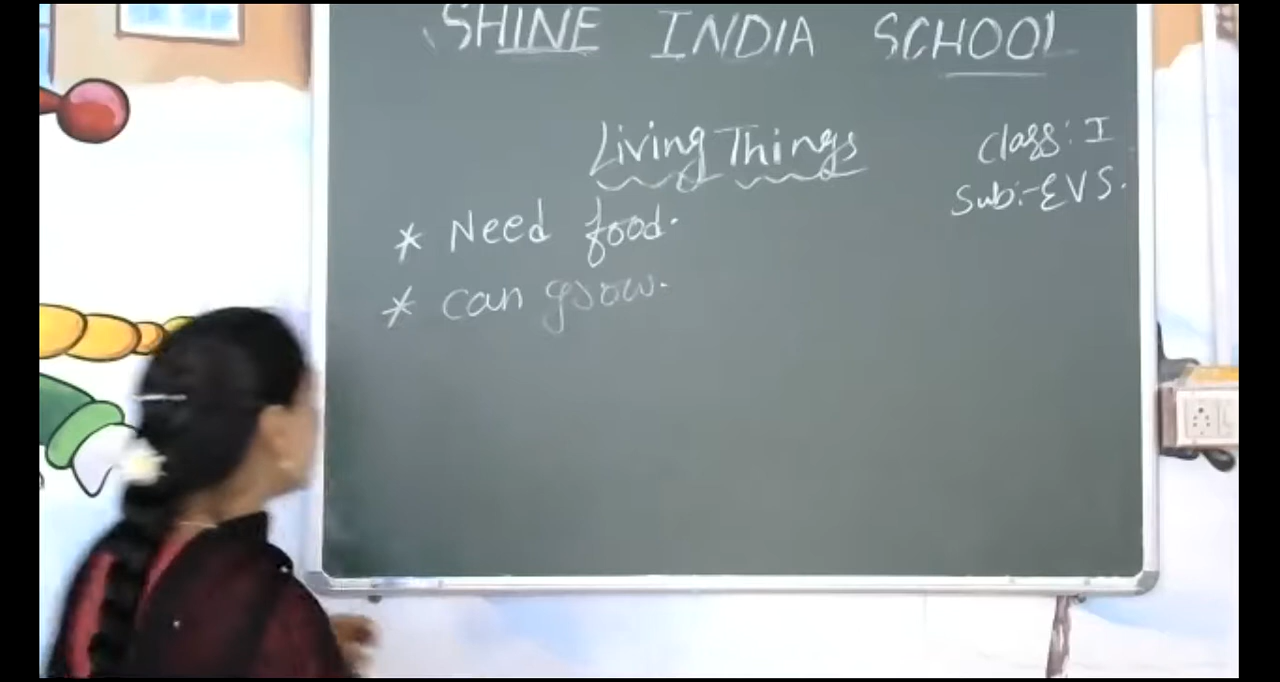 SHINE INDIA SCHOOL
Living Things
Class: I
Sub:- EVS.
* Need food.
* can grow.